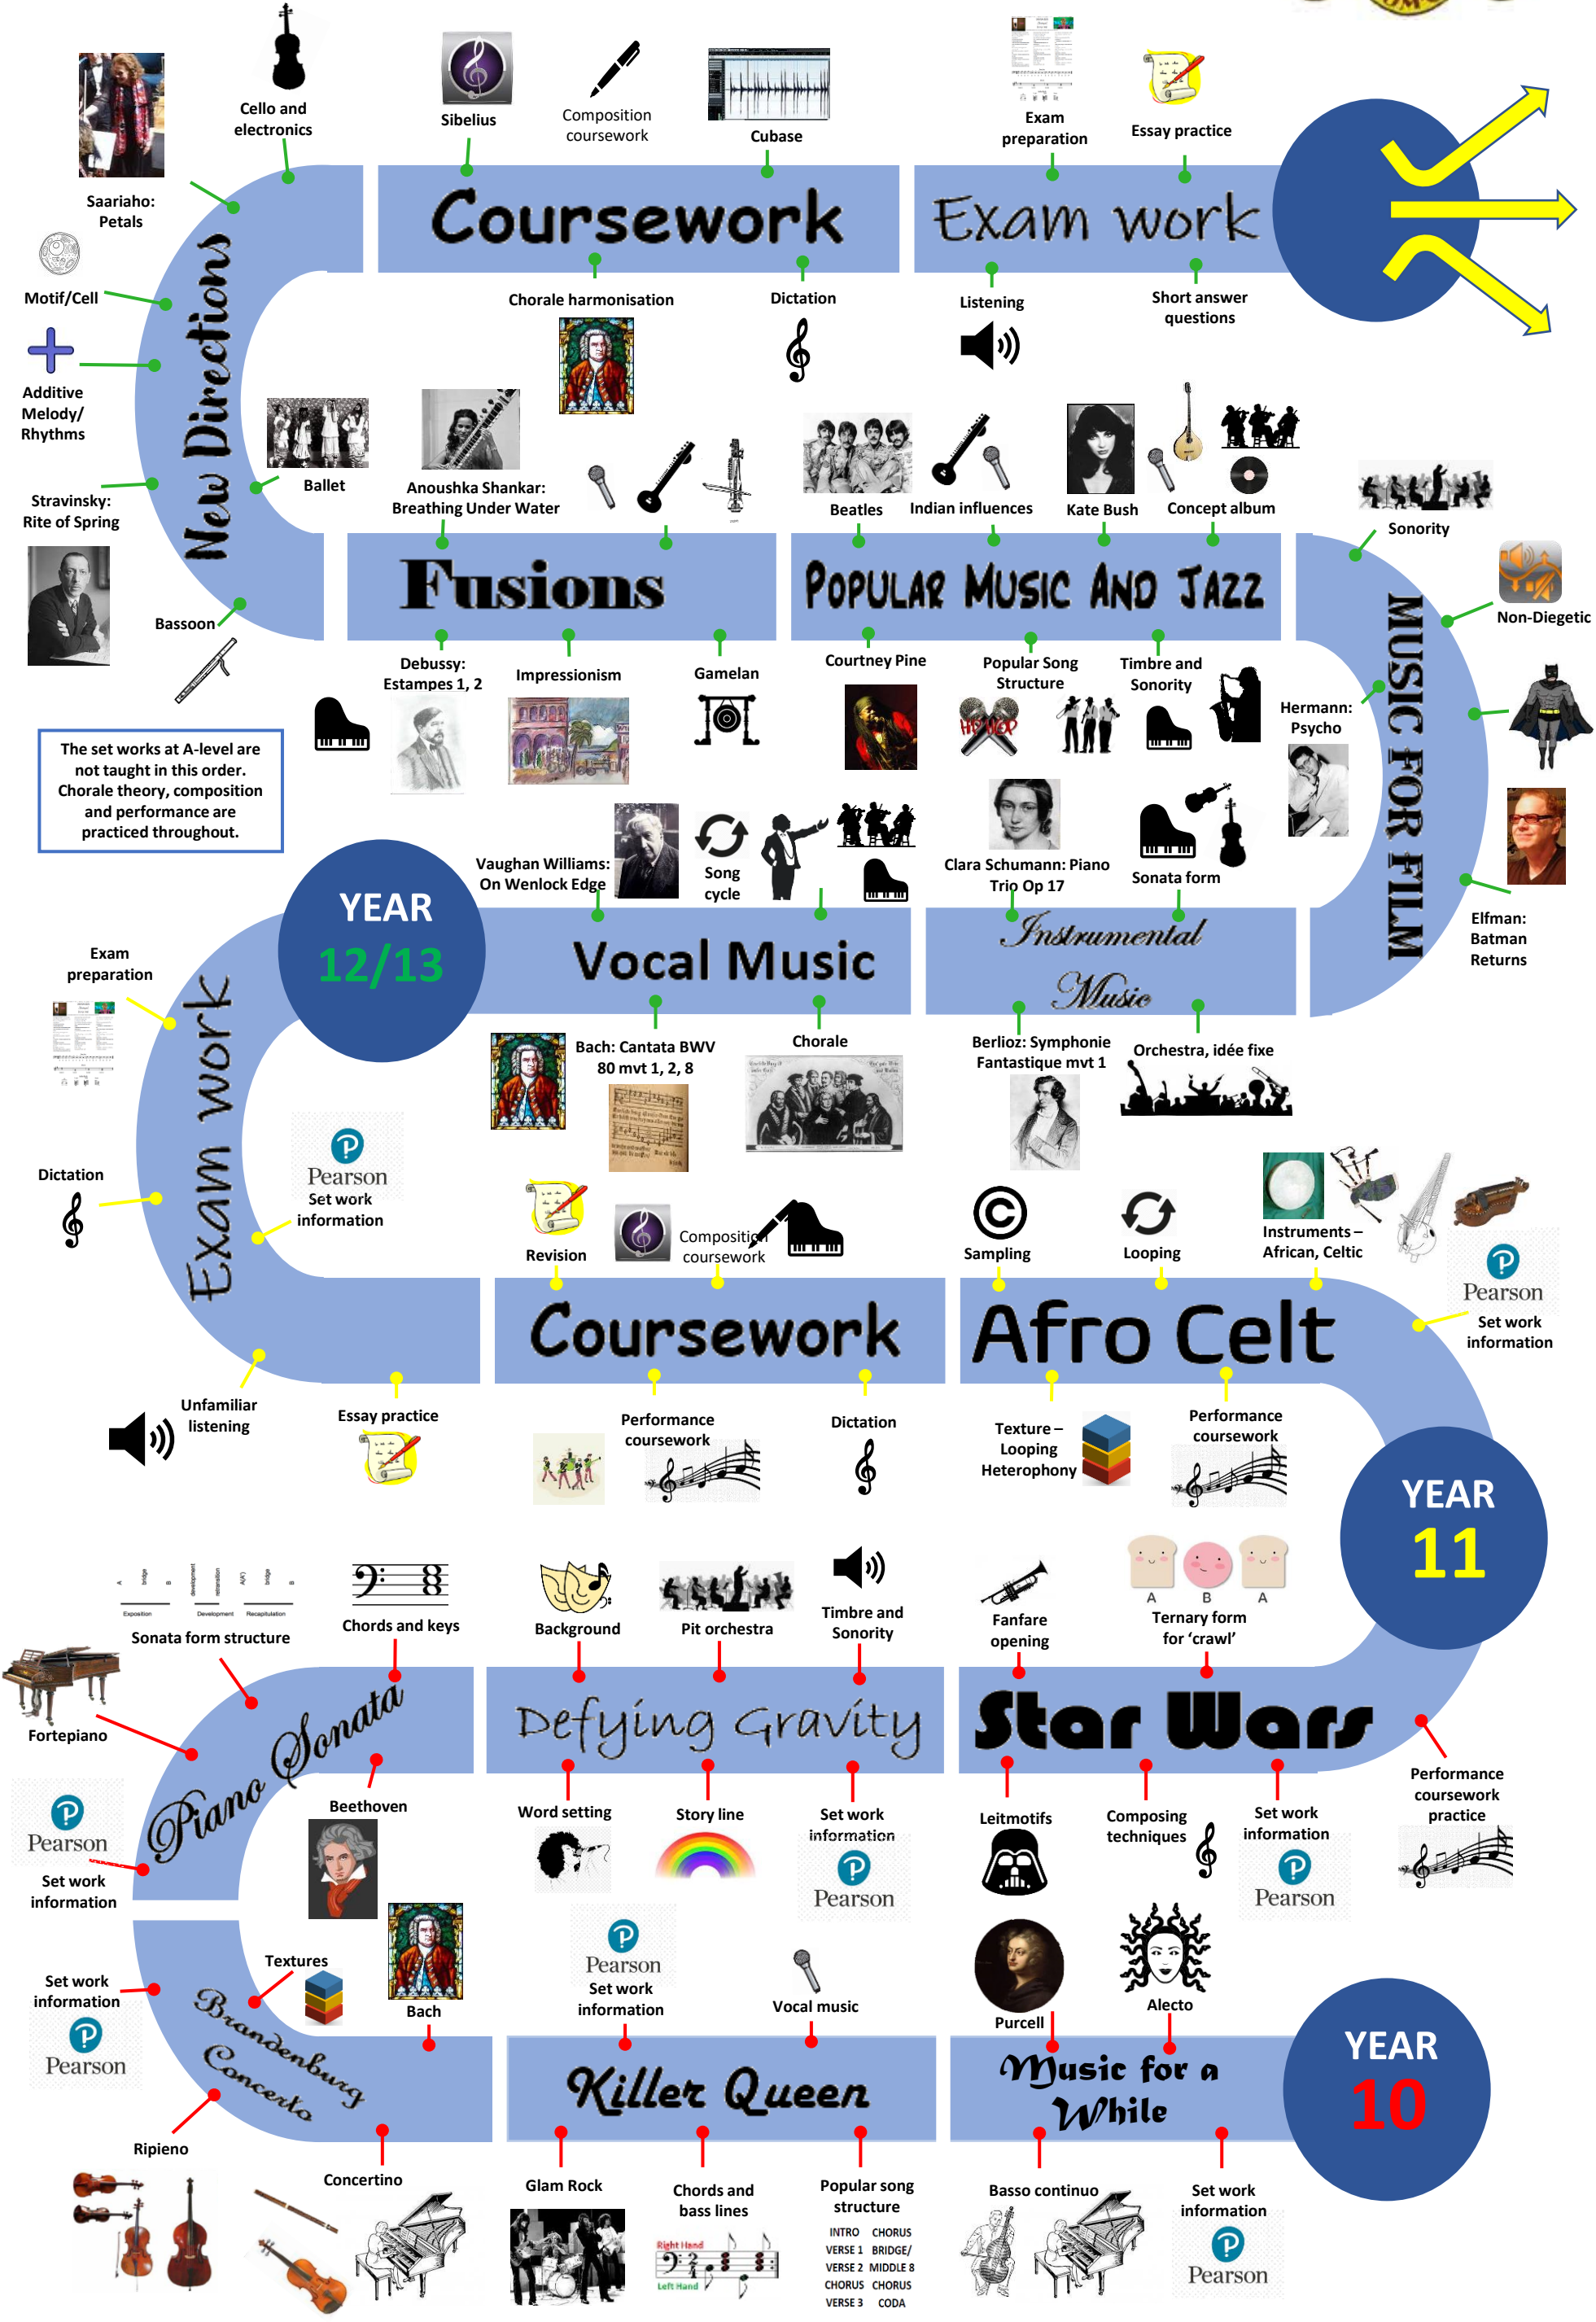 Cello and
electronics
Sibelius
Composition
coursework
Cubase
Exam
preparation
Essay practice
Saariaho:
Petals
Coursework
Exam work
New Directions
Motif/Cell
Chorale harmonisation
Dictation
Listening
Short answer
questions
Additive
Melody/
Rhythms
Stravinsky:
Rite of Spring
Ballet
Bassoon
Anoushka Shankar:
Breathing Under Water
Beatles
Indian influences
Kate Bush
Concept album
Sonority
Non-Diegetic
Fusions
POPULAR MUSIC AND JAZZ
MUSIC FOR FILM
Debussy:
Estampes 1, 2
Impressionism
Gamelan
Courtney Pine
Popular Song
Structure
HIP HOP
Timbre and
Sonority
Hermann:
Psycho
Elfman:
Batman
Returns
The set works at A-level are
not taught in this order.
Chorale theory, composition
and performance are
practiced throughout.
Vaughan Williams:
On Wenlock Edge
Song
cycle
Clara Schumann: Piano
Trio Op 17
Sonata form
YEAR
12/13
Vocal Music
Instrumental
Music
Exam
preparation
Exam work
Bach: Cantata BWV
80 mvt 1, 2, 8
Chorale
Berlioz: Symphonie
Fantastique mvt 1
Orchestra, idée fixe
Dictation
Pearson
Set work
information
Revision
Composition
coursework
Sampling
Looping
Instruments –
African, Celtic
Pearson
Set work
information
Coursework
Afro Celt
Unfamiliar
listening
Essay practice
Performance
coursework
Dictation
Texture –
Looping
Heterophony
Performance
coursework
YEAR
11
A
bridge
B
development
retransition
A(A')
bridge
B
Exposition
Development
Recapitulation
Sonata form structure
Chords and keys
Background
Pit orchestra
Timbre and
Sonority
Fanfare
opening
A
B
A
Ternary form
for ‘crawl’
Fortepiano
Piano Sonata
Defying Gravity
Star Wars
Pearson
Set work
information
Beethoven
Word setting
Story line
Set work
information
Pearson
Leitmotifs
Composing
techniques
Set work
information
Pearson
Performance
coursework
practice
Set work
information
Pearson
Textures
Bach
Pearson
Set work
information
Vocal music
Purcell
Alecto
YEAR
10
Brandenburg
Concerto
Killer Queen
Music for a
While
Ripieno
Concertino
Glam Rock
Chords and
bass lines
Right Hand
Left Hand
Popular song
structure
INTRO CHORUS
VERSE 1 BRIDGE/
VERSE 2 MIDDLE 8
CHORUS CHORUS
VERSE 3 CODA
Basso continuo
Set work
information
Pearson